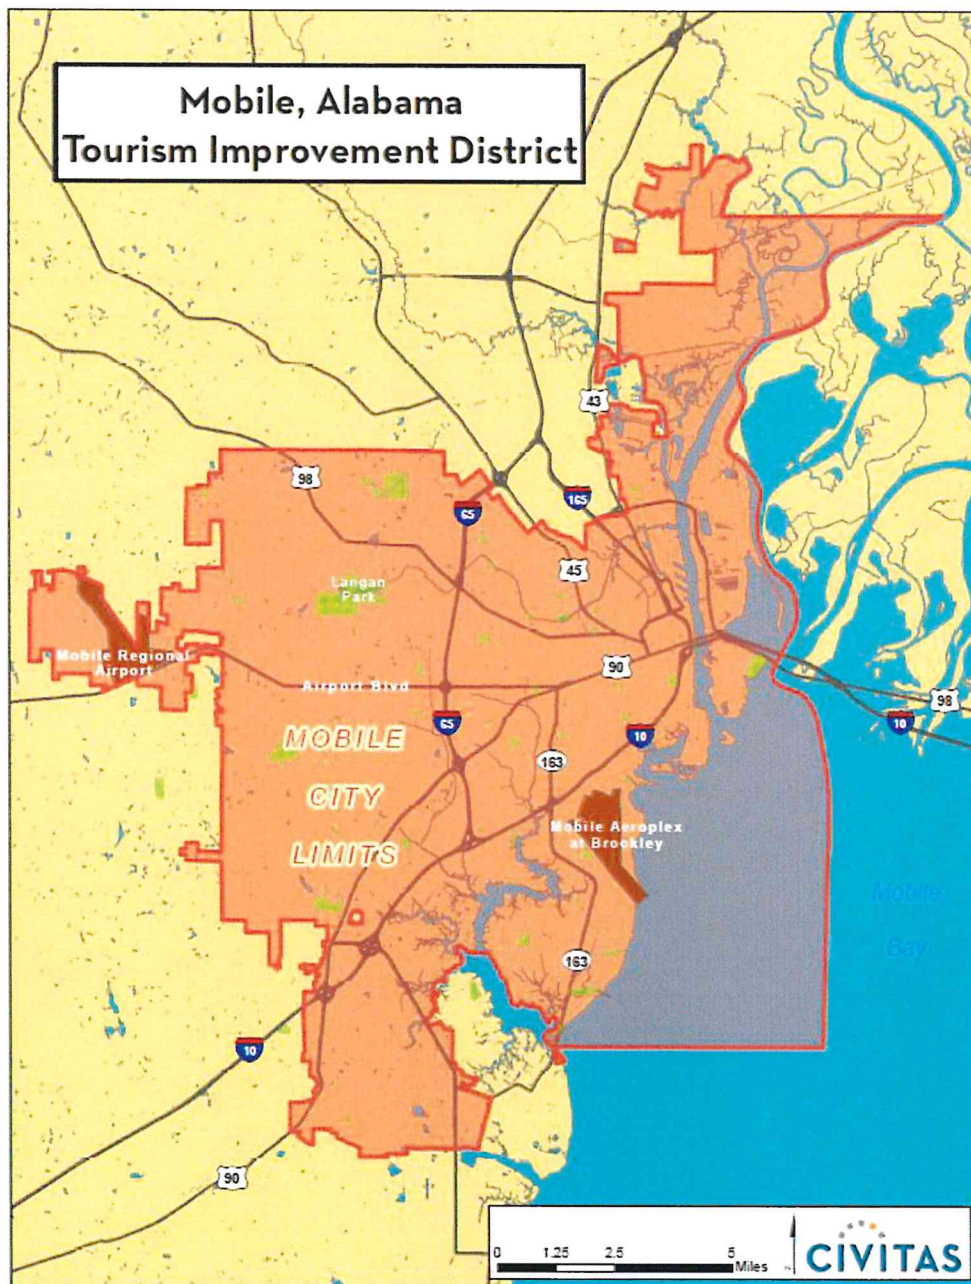 Mobile, Alabama
Tourism Improvement District
43
98
65
165
45
Langan
Park
Mobile Regional
Airport
90
Airport Blvd
98
10
65
10
MOBILE
CITY
LIMITS
163
Mobile Aeroplex
at Brookley
Mobile
Bay
163
10
90
0 1.25 2.5 5
Miles
CIVITAS